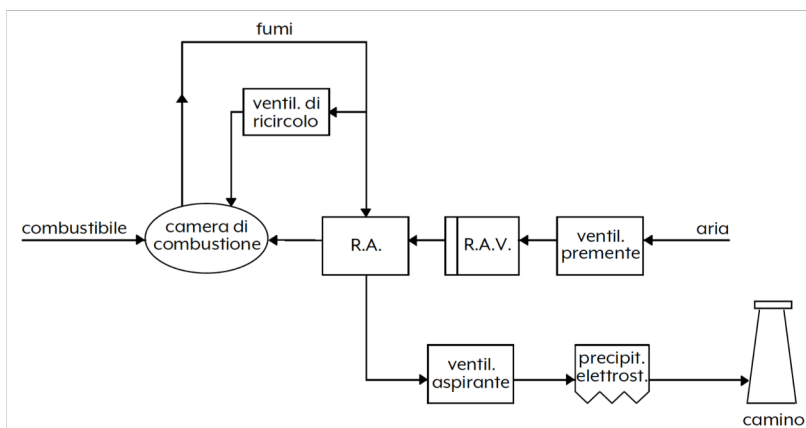 fumi
ventil. di
ricircolo
combustibile
camera di
combustione
R.A.
R.A.V.
ventil.
premente
aria
ventil.
aspirante
precipit.
elettrost.
camino